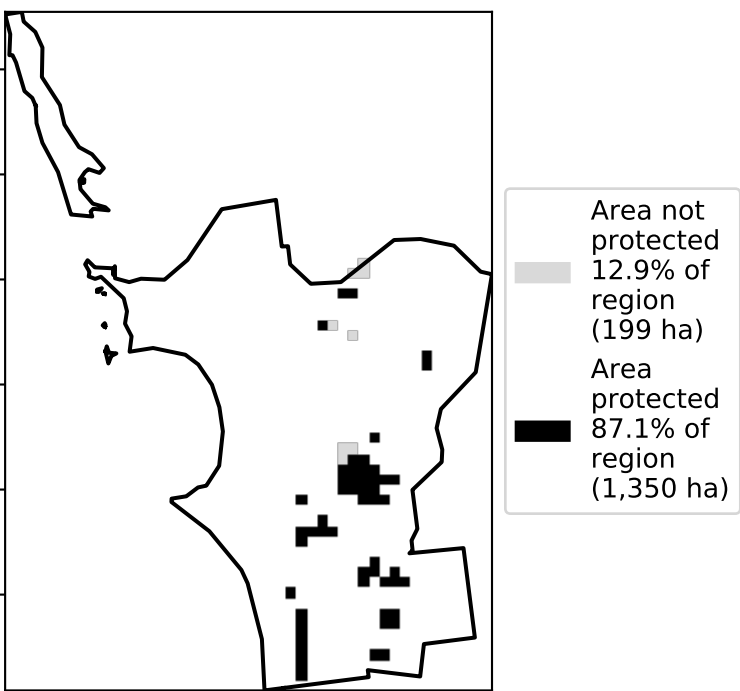 Area not
protected
12.9% of
region
(199 ha)
Area
protected
87.1% of
region
(1,350 ha)